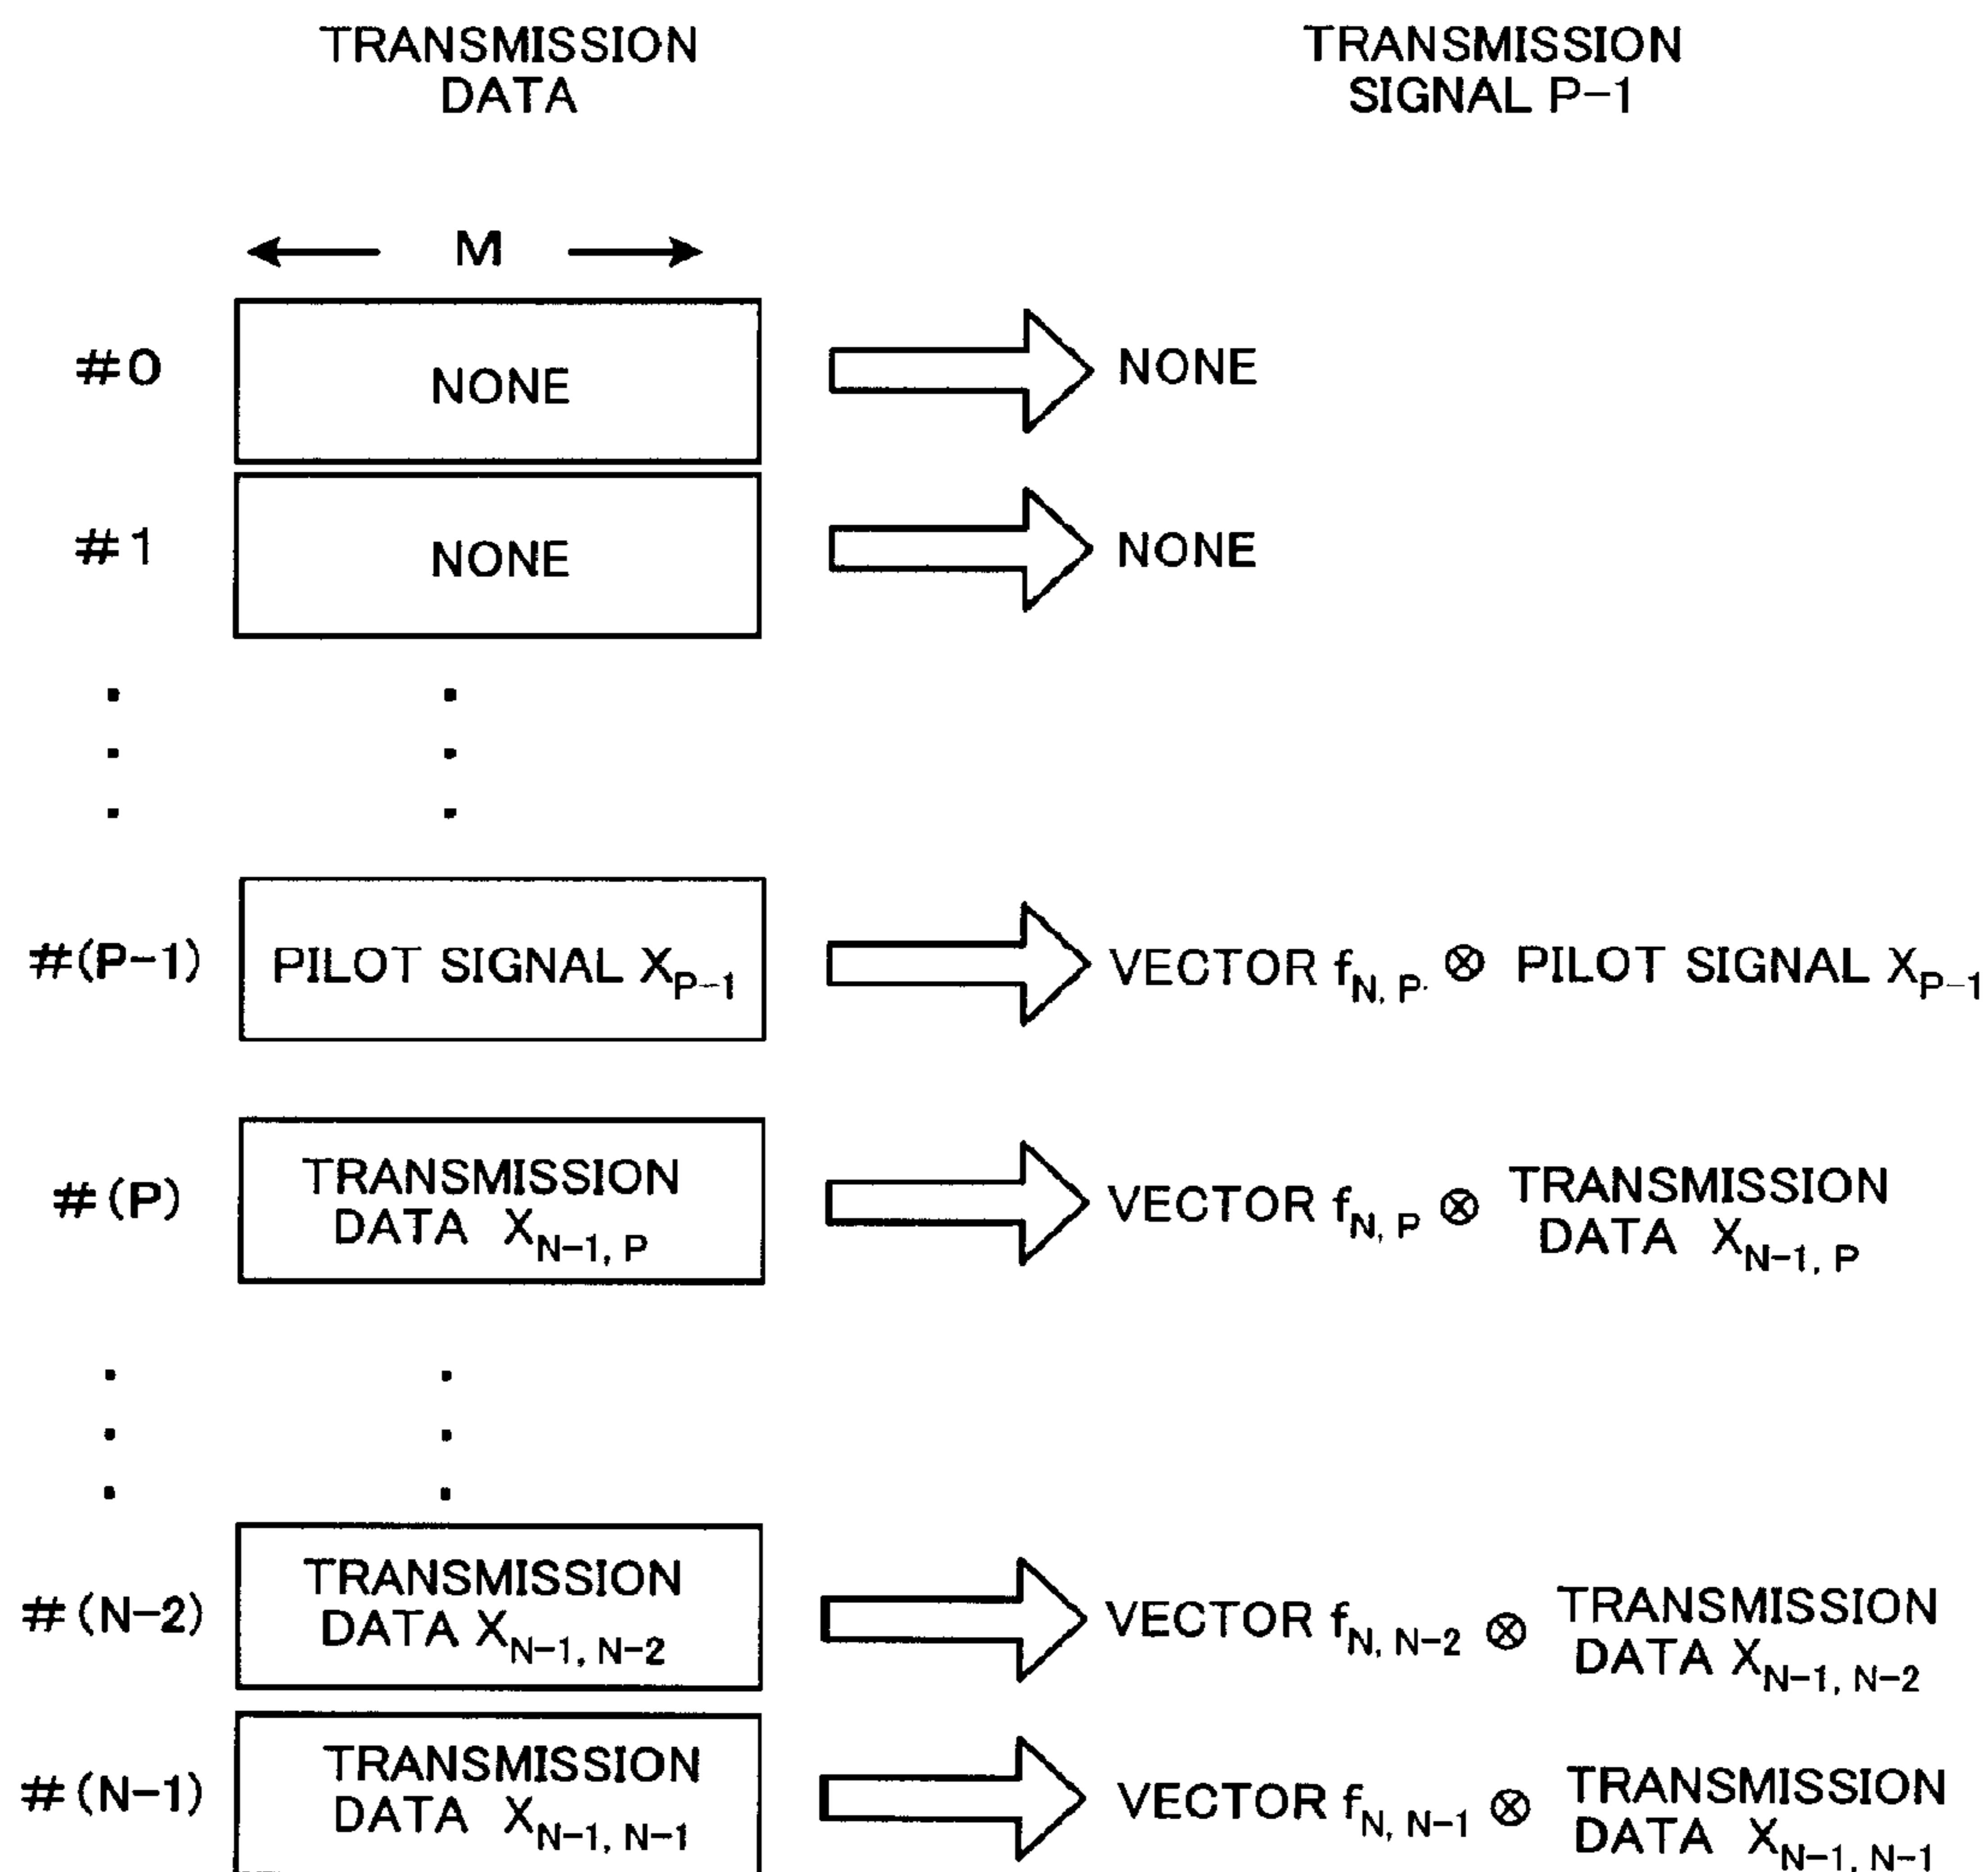 TRANSMISSION DATA
TRANSMISSION SIGNAL P-1
M
#0 NONE NONE
#1 NONE NONE
#(P-1) PILOT SIGNAL X_{P-1} VECTOR f_{N, P} ⊗ PILOT SIGNAL X_{P-1}
#(P) TRANSMISSION DATA X_{N-1, P} VECTOR f_{N, P} ⊗ TRANSMISSION DATA X_{N-1, P}
#(N-2) TRANSMISSION DATA X_{N-1, N-2} VECTOR f_{N, N-2} ⊗ TRANSMISSION DATA X_{N-1, N-2}
#(N-1) TRANSMISSION DATA X_{N-1, N-1} VECTOR f_{N, N-1} ⊗ TRANSMISSION DATA X_{N-1, N-1}